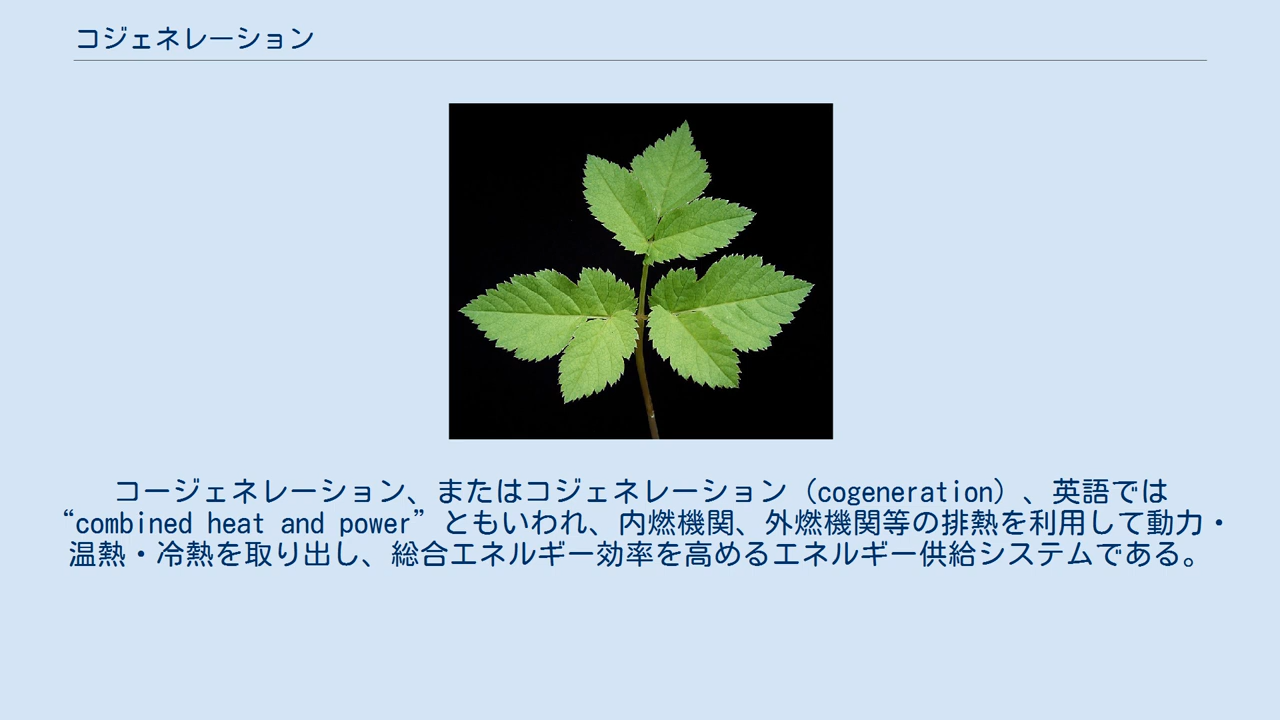 コジェネレーション
コージェネレーション、またはコジェネレーション（cogeneration）、英語では
“combined heat and power”ともいわれ、内燃機関、外燃機関等の排熱を利用して動力・
温熱・冷熱を取り出し、総合エネルギー効率を高めるエネルギー供給システムである。